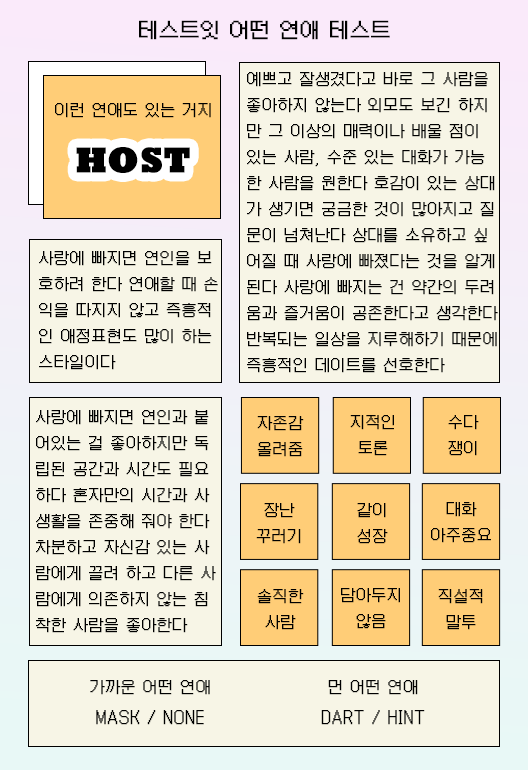 테스트잇 어떤 연애 테스트
이런 연애도 있는 거지
HOST
사랑에 빠지면 연인을 보
호하려 한다 연애할 때 손
익을 따지지 않고 즉흥적
인 애정표현도 많이 하는
스타일이다
예쁘고 잘생겼다고 바로 그 사람을
좋아하지 않는다 외모도 보긴 하지
만 그 이상의 매력이나 배울 점이
있는 사람, 수준 있는 대화가 가능
한 사람을 원한다 호감이 있는 상대
가 생기면 궁금한 것이 많아지고 질
문이 넘쳐난다 상대를 소유하고 싶
어질 때 사랑에 빠졌다는 것을 알게
된다 사랑에 빠지는 건 약간의 두려
움과 즐거움이 공존한다고 생각한다
반복되는 일상을 지루해하기 때문에
즉흥적인 데이트를 선호한다
사랑에 빠지면 연인과 붙
어있는 걸 좋아하지만 독
립된 공간과 시간도 필요
하다 혼자만의 시간과 사
생활을 존중해 줘야 한다
차분하고 자신감 있는 사
람에게 끌려 하고 다른 사
람에게 의존하지 않는 침
착한 사람을 좋아한다
자존감
올려줌
지적인
토론
수다
쟁이
장난
꾸러기
같이
성장
대화
아주중요
솔직한
사람
담아두지
않음
직설적
말투
가까운 어떤 연애
MASK / NONE
먼 어떤 연애
DART / HINT